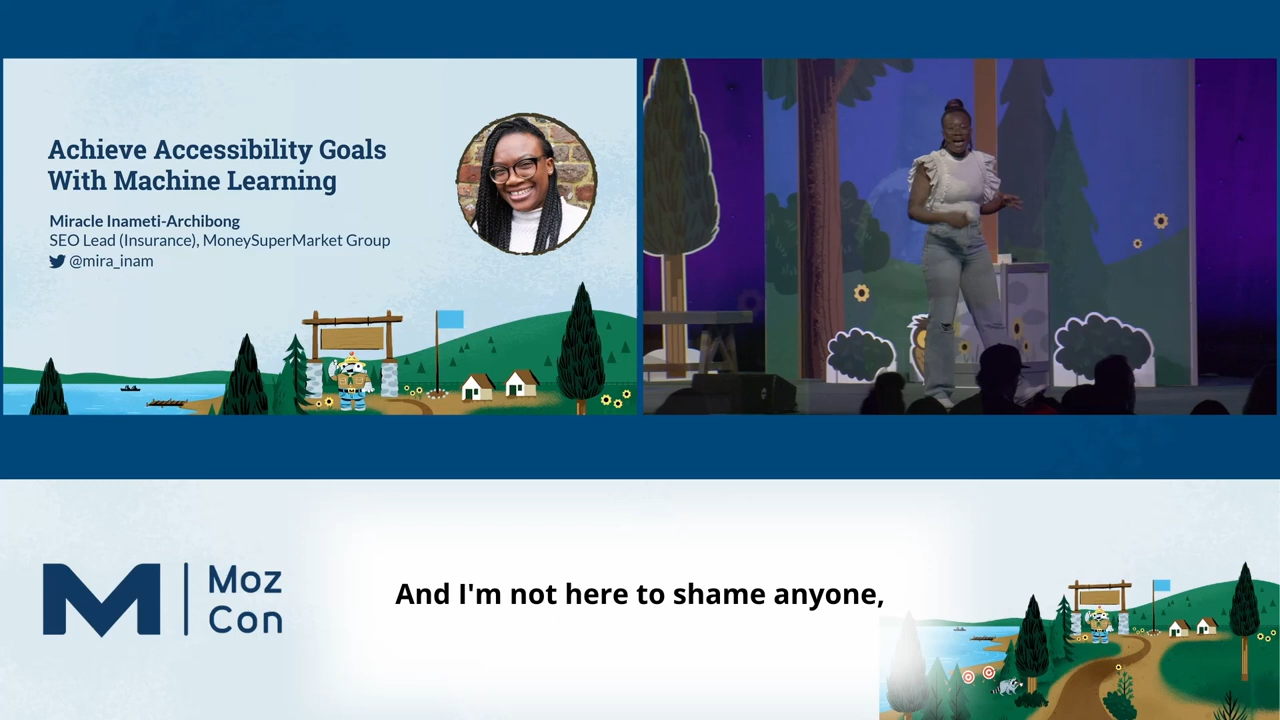 Achieve Accessibility Goals
With Machine Learning
Miracle Inameti-Archibong
SEO Lead (Insurance), MoneySuperMarket Group
@mira_inam
Moz
Con
And I'm not here to shame anyone,